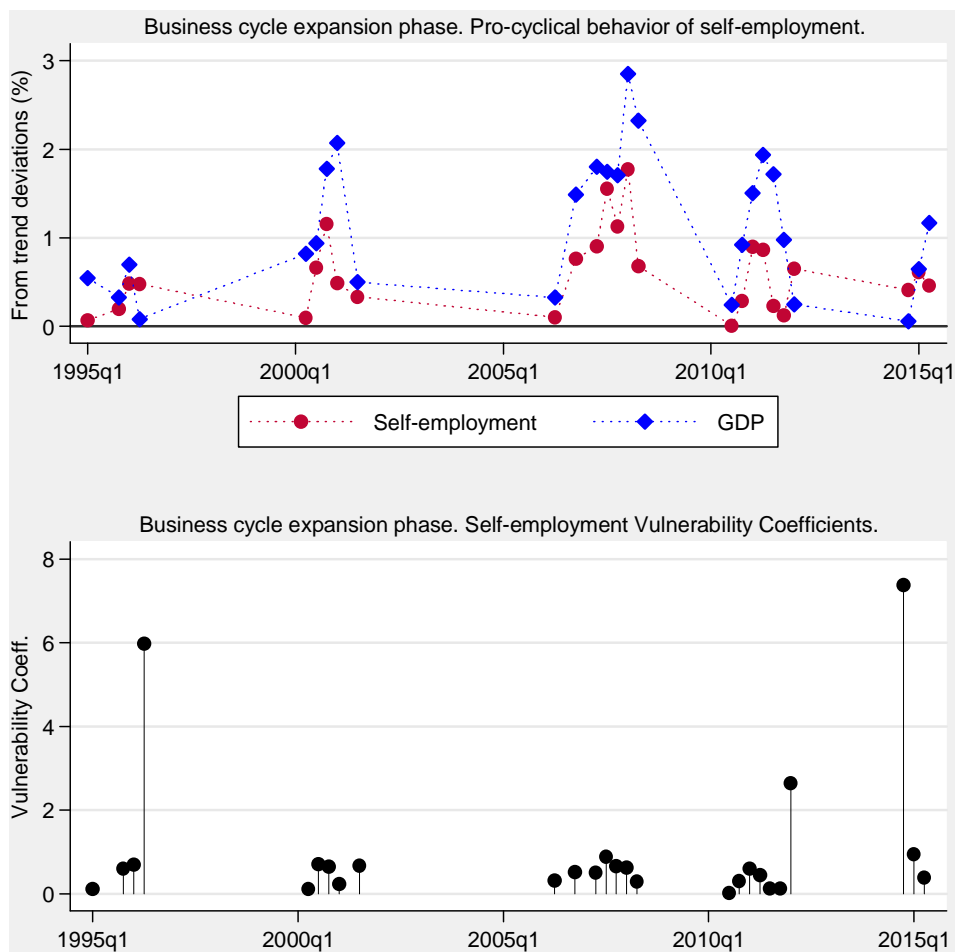 Business cycle expansion phase. Pro-cyclical behavior of self-employment.
From trend deviations (%)
3
2
1
0
1995q1 2000q1 2005q1 2010q1 2015q1
Self-employment GDP
Business cycle expansion phase. Self-employment Vulnerability Coefficients.
Vulnerability Coeff.
8
6
4
2
0
1995q1 2000q1 2005q1 2010q1 2015q1